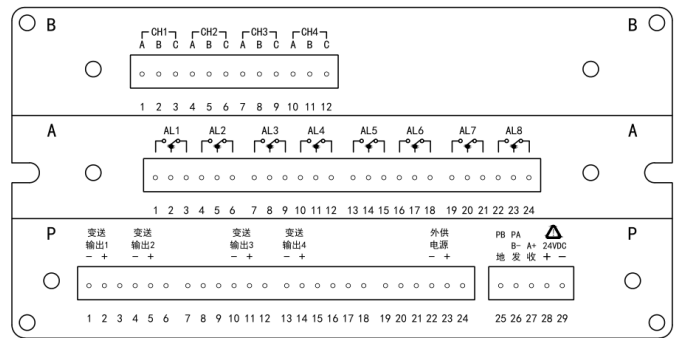 B B
CH1 CH2 CH3 CH4
A B C A B C A B C A B C
1 2 3 4 5 6 7 8 9 10 11 12
A A
AL1 AL2 AL3 AL4 AL5 AL6 AL7 AL8
1 2 3 4 5 6 7 8 9 10 11 12 13 14 15 16 17 18 19 20 21 22 23 24
P P
变送 变送 变送 变送 外供 PB PA
输出1 输出2 输出3 输出4 电源 B- A+ 24VDC
- + - + - + - + - + 地 发 收 + -
1 2 3 4 5 6 7 8 9 10 11 12 13 14 15 16 17 18 19 20 21 22 23 24 25 26 27 28 29